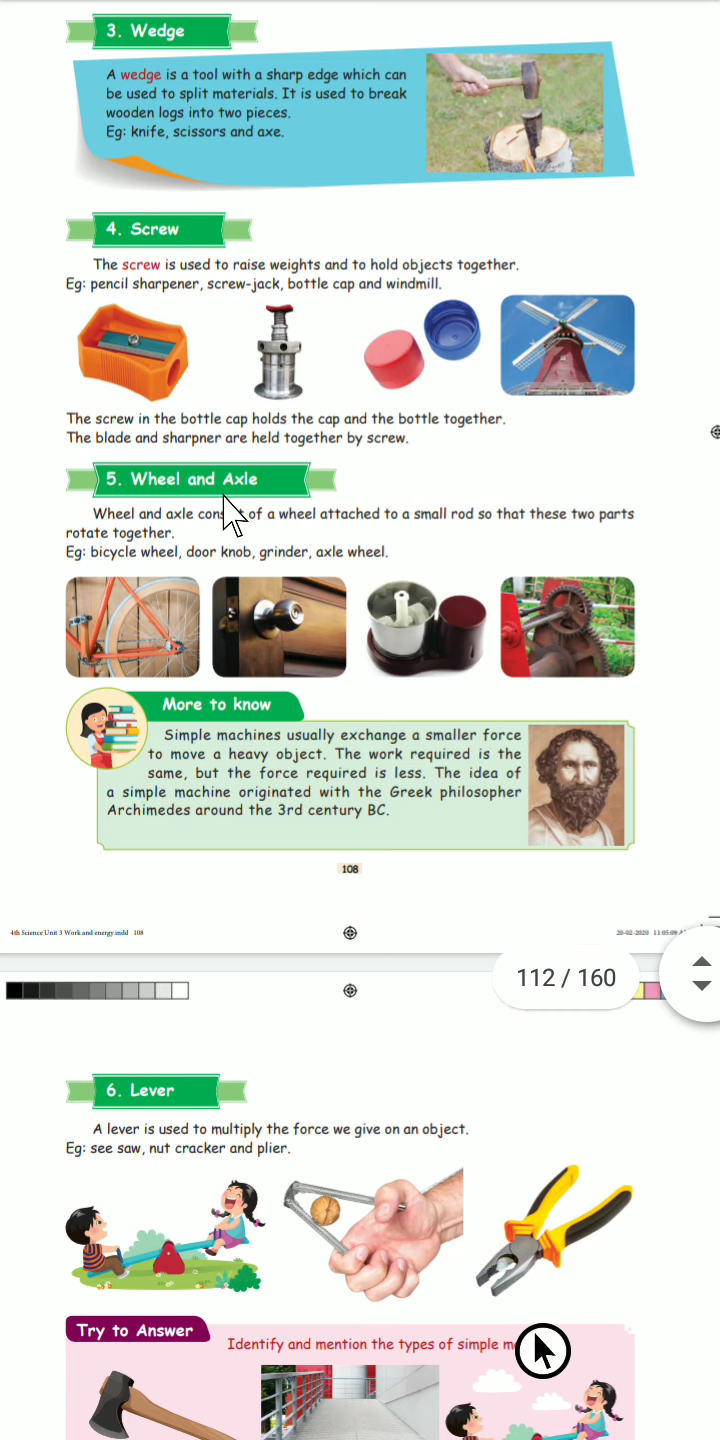 3. Wedge
A wedge is a tool with a sharp edge which can
be used to split materials. It is used to break
wooden logs into two pieces.
Eg: knife, scissors and axe.
4. Screw
The screw is used to raise weights and to hold objects together.
Eg: pencil sharpener, screw-jack, bottle cap and windmill.
The screw in the bottle cap holds the cap and the bottle together.
The blade and sharpner are held together by screw.
5. Wheel and Axle
Wheel and axle of a wheel attached to a small rod so that these two parts
rotate together.
Eg: bicycle wheel, door knob, grinder, axle wheel.
More to know
Simple machines usually exchange a smaller force
to move a heavy object. The work required is the
same, but the force required is less. The idea of
a simple machine originated with the Greek philosopher
Archimedes around the 3rd century BC.
108
4th Science Unit 3 Work and energy.indd 108
20-02-2020 11:05:09
112 / 160
6. Lever
A lever is used to multiply the force we give on an object.
Eg: see saw, nut cracker and plier.
Try to Answer
Identify and mention the types of simple